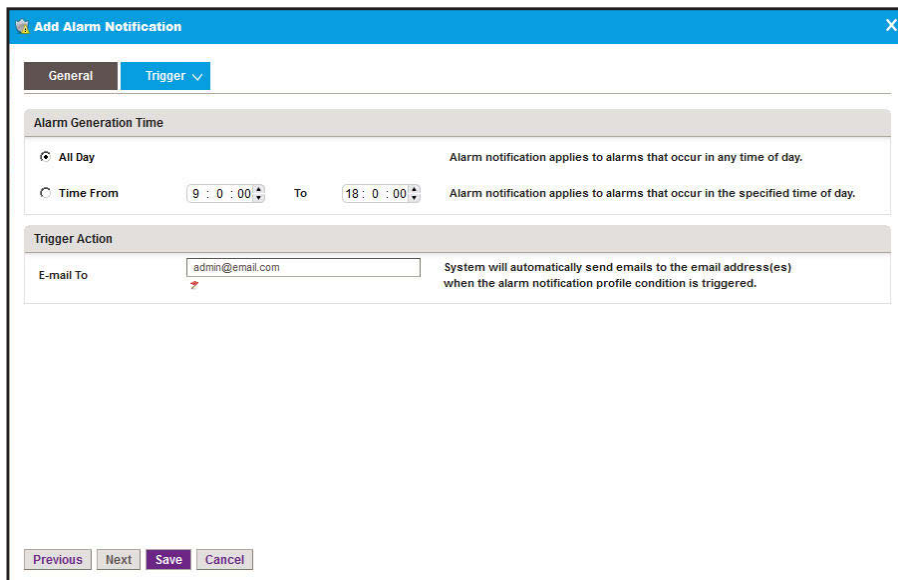 Add Alarm Notification X
General Trigger
Alarm Generation Time
All Day Alarm notification applies to alarms that occur in any time of day.
Time From 9 : 0 : 00 To 18 : 0 : 00 Alarm notification applies to alarms that occur in the specified time of day.
Trigger Action
E-mail To admin@email.com System will automatically send emails to the email address(es)
when the alarm notification profile condition is triggered.
Previous Next Save Cancel